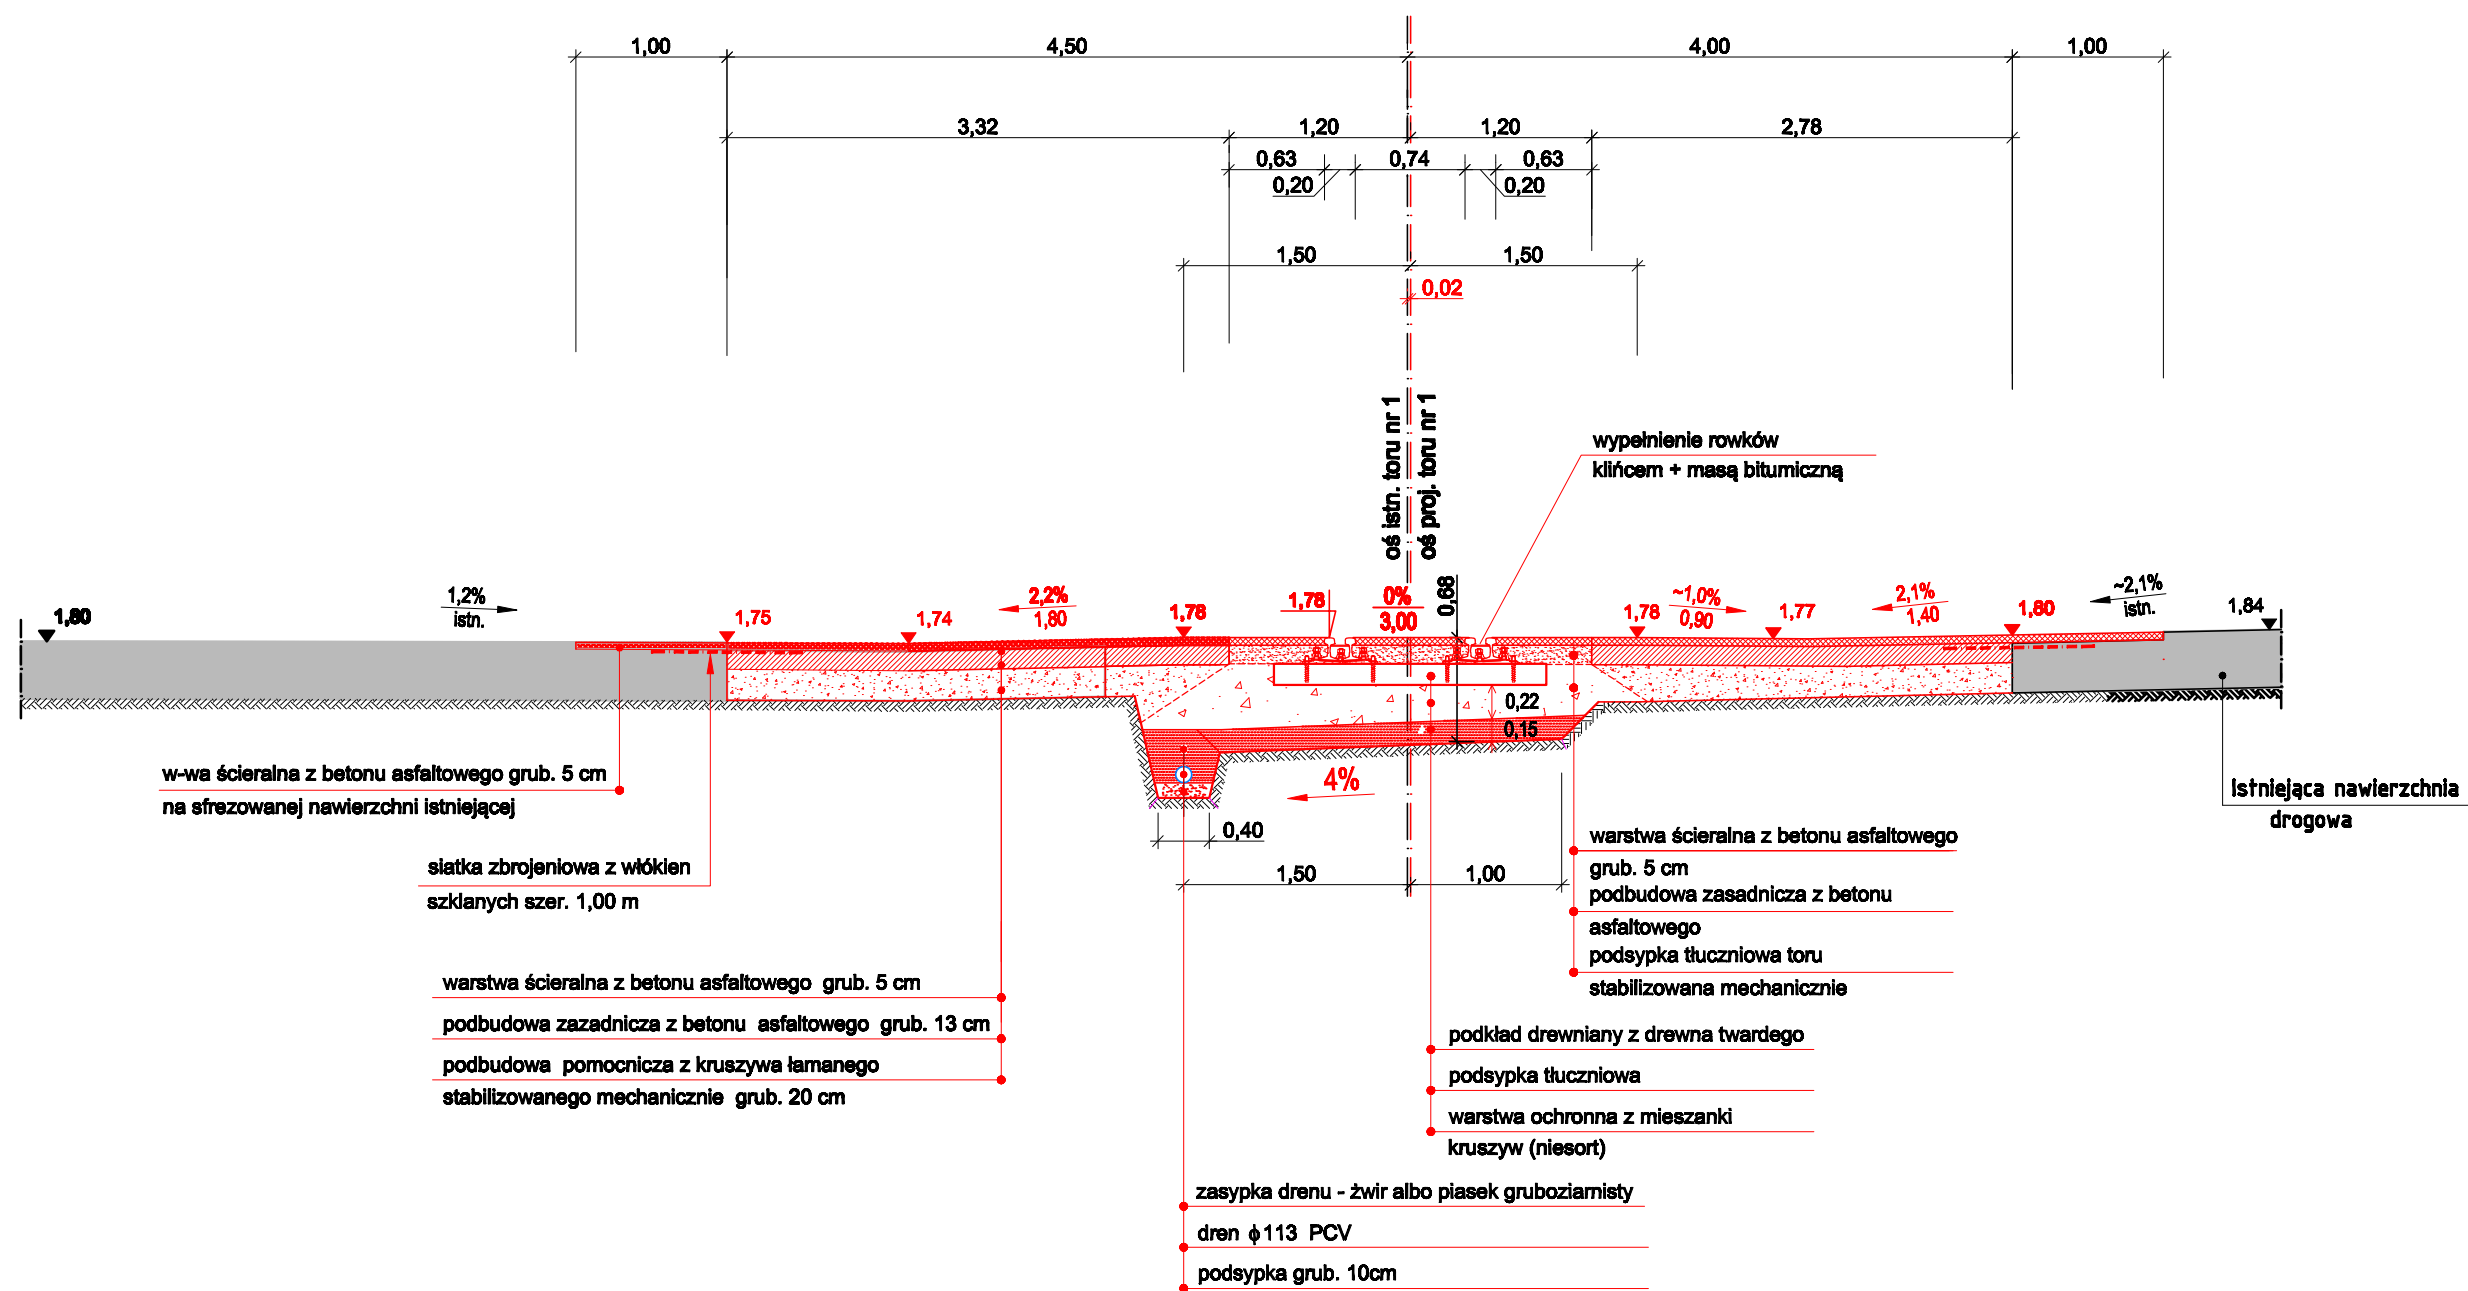 1,00
4,50
4,00
1,00
3,32
1,20
1,20
2,78
0,63
0,74
0,63
0,20
0,20
1,50
1,50
0,02
oś istn. toru nr 1
oś proj. toru nr 1
wypełnienie rowków
klińcem + masą bitumiczną
1,80
1,2%
istn.
1,75
1,74
2,2%
1,80
1,78
1,78
0%
3,00
0,68
1,78
~1,0%
0,90
1,77
2,1%
1,40
1,80
~2,1%
istn.
1,84
0,22
0,15
w-wa ścieralna z betonu asfaltowego grub. 5 cm
na sfrezowanej nawierzchni istniejącej
4%
Istniejąca nawierzchnia
drogowa
0,40
siatka zbrojeniowa z włókien
szklanych szer. 1,00 m
1,50
1,00
warstwa ścieralna z betonu asfaltowego
grub. 5 cm
podbudowa zasadnicza z betonu
asfaltowego
podsypka tłuczniowa toru
stabilizowana mechanicznie
warstwa ścieralna z betonu asfaltowego grub. 5 cm
podbudowa zazadnicza z betonu asfaltowego grub. 13 cm
podbudowa pomocnicza z kruszywa łamanego
stabilizowanego mechanicznie grub. 20 cm
podkład drewniany z drewna twardego
podsypka tłuczniowa
warstwa ochronna z mieszanki
kruszyw (niesort)
zasypka drenu - żwir albo piasek gruboziarnisty
dren ϕ113 PCV
podsypka grub. 10cm